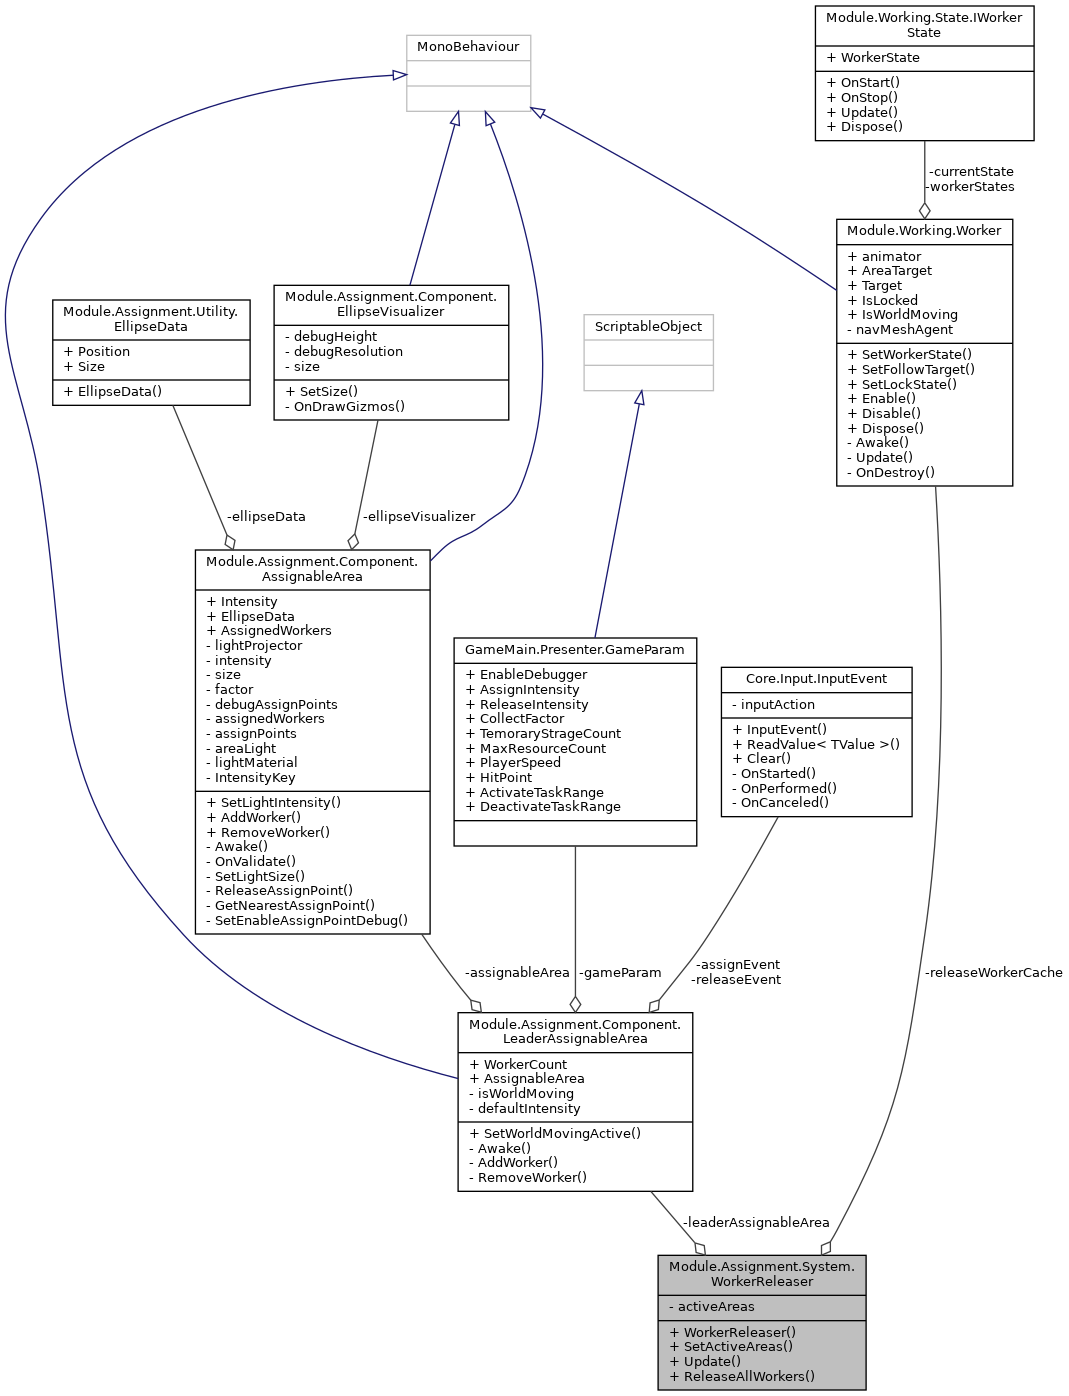 Module.Working.State.IWorker
State
+ WorkerState
+ OnStart()
+ OnStop()
+ Update()
+ Dispose()
MonoBehaviour
-currentState
-workerStates
Module.Working.Worker
+ animator
+ AreaTarget
+ Target
+ IsLocked
+ IsWorldMoving
- navMeshAgent
+ SetWorkerState()
+ SetFollowTarget()
+ SetLockState()
+ Enable()
+ Disable()
+ Dispose()
- Awake()
- Update()
- OnDestroy()
Module.Assignment.Utility.
EllipseData
+ Position
+ Size
+ EllipseData()
Module.Assignment.Component.
EllipseVisualizer
- debugHeight
- debugResolution
- size
+ SetSize()
- OnDrawGizmos()
ScriptableObject
-ellipseData
-ellipseVisualizer
Module.Assignment.Component.
AssignableArea
+ Intensity
+ EllipseData
+ AssignedWorkers
- lightProjector
- intensity
- size
- factor
- debugAssignPoints
- assignedWorkers
- assignPoints
- areaLight
- lightMaterial
- IntensityKey
+ SetLightIntensity()
+ AddWorker()
+ RemoveWorker()
- Awake()
- OnValidate()
- SetLightSize()
- ReleaseAssignPoint()
- GetNearestAssignPoint()
- SetEnableAssignPointDebug()
GameMain.Presenter.GameParam
+ EnableDebugger
+ AssignIntensity
+ ReleaseIntensity
+ CollectFactor
+ TemoraryStrageCount
+ MaxResourceCount
+ PlayerSpeed
+ HitPoint
+ ActivateTaskRange
+ DeactivateTaskRange
Core.Input.InputEvent
- inputAction
+ InputEvent()
+ ReadValue< TValue >()
+ Clear()
- OnStarted()
- OnPerformed()
- OnCanceled()
-assignableArea
-gameParam
-assignEvent
-releaseEvent
-releaseWorkerCache
Module.Assignment.Component.
LeaderAssignableArea
+ WorkerCount
+ AssignableArea
- isWorldMoving
- defaultIntensity
+ SetWorldMovingActive()
- Awake()
- AddWorker()
- RemoveWorker()
-leaderAssignableArea
Module.Assignment.System.
WorkerReleaser
- activeAreas
+ WorkerReleaser()
+ SetActiveAreas()
+ Update()
+ ReleaseAllWorkers()